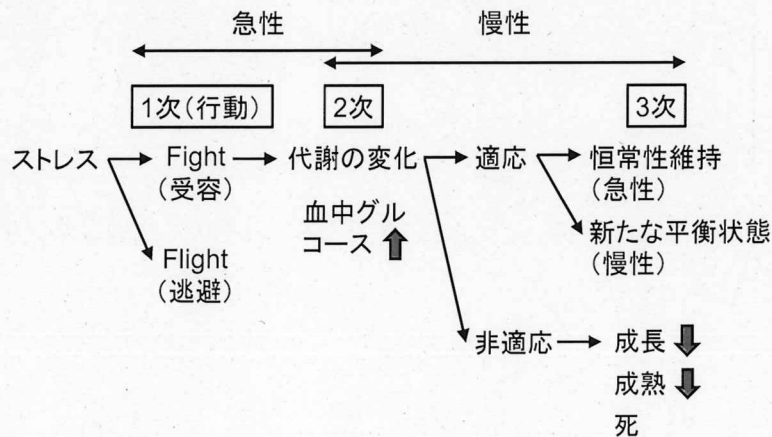 急性
慢性
1次(行動)
2次
3次
ストレス
Fight
(受容)
代謝の変化
適応
恒常性維持
(急性)
血中グル
コース
新たな平衡状態
(慢性)
Flight
(逃避)
非適応
成長
成熟
死